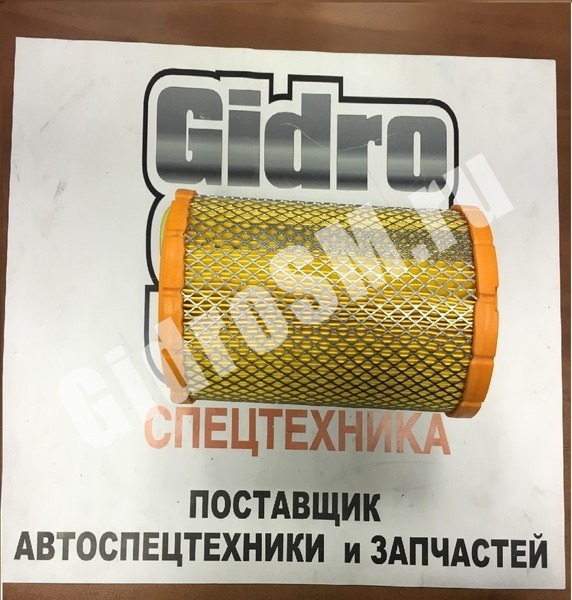 Gidro
GidroSM.ru
СПЕЦТЕХНИКА
ПОСТАВЩИК
АВТОСПЕЦТЕХНИКИ и ЗАПЧАСТЕЙ